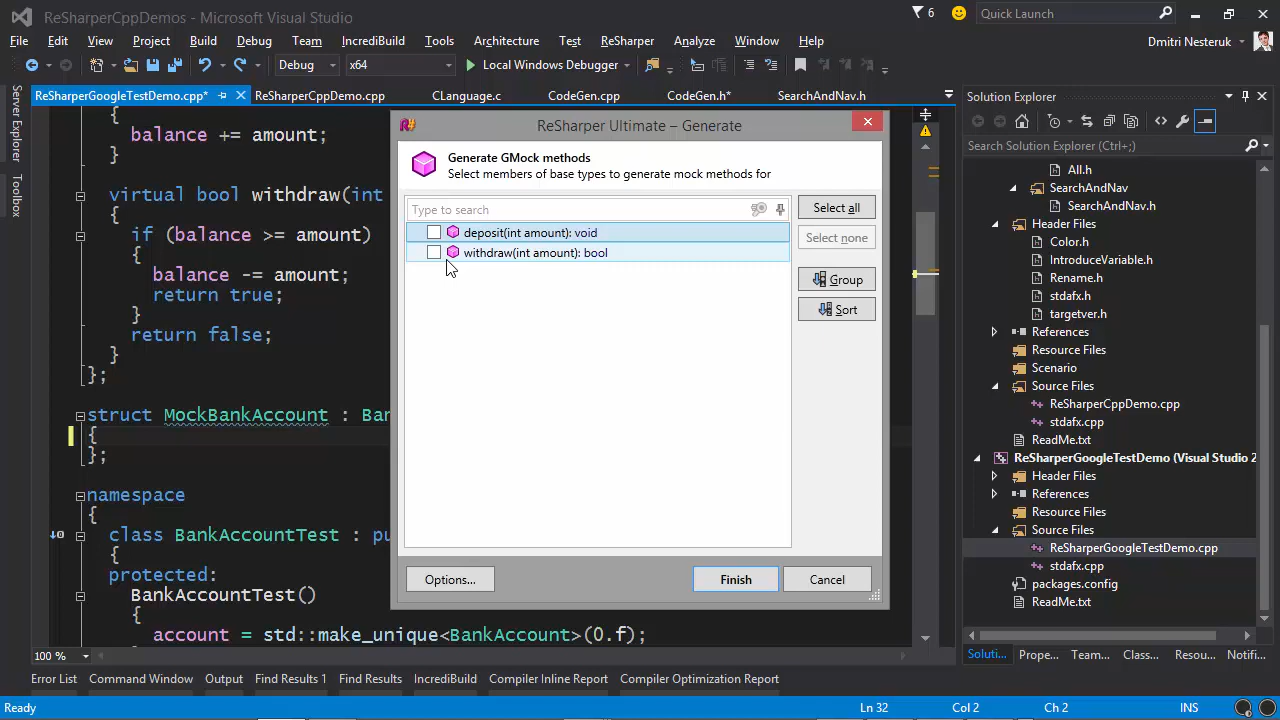 ReSharperCppDemos - Microsoft Visual Studio
6
Quick Launch
File Edit View Project Build Debug Team IncrediBuild Tools Architecture Test ReSharper Analyze Window Help
Dmitri Nesteruk
Debug x64 Local Windows Debugger
ReSharperGoogleTestDemo.cpp* ReSharperCppDemo.cpp CLanguage.c CodeGen.cpp CodeGen.h* SearchAndNav.h
Server Explorer
Toolbox
{
balance += amount;
}
virtual bool withdraw(int
{
if (balance >= amount)
{
balance -= amount;
return true;
}
return false;
}
};
struct MockBankAccount : Ban
{
};
namespace
{
class BankAccountTest : pu
{
protected:
BankAccountTest()
{
account = std::make_unique<BankAccount>(0.f);
100 %
ReSharper Ultimate – Generate
Generate GMock methods
Select members of base types to generate mock methods for
Type to search
deposit(int amount): void
withdraw(int amount): bool
Select all
Select none
Group
Sort
Options...
Finish
Cancel
Solution Explorer
Search Solution Explorer (Ctrl+;)
All.h
SearchAndNav
SearchAndNav.h
Header Files
Color.h
IntroduceVariable.h
Rename.h
stdafx.h
targetver.h
References
Resource Files
Scenario
Source Files
ReSharperCppDemo.cpp
stdafx.cpp
ReadMe.txt
ReSharperGoogleTestDemo (Visual Studio 2
Header Files
References
Resource Files
Source Files
ReSharperGoogleTestDemo.cpp
stdafx.cpp
packages.config
ReadMe.txt
Soluti... Prope... Team... Class... Resou... Notifi...
Error List Command Window Output Find Results 1 Find Results IncrediBuild Compiler Inline Report Compiler Optimization Report
Ready Ln 32 Col 2 Ch 2 INS